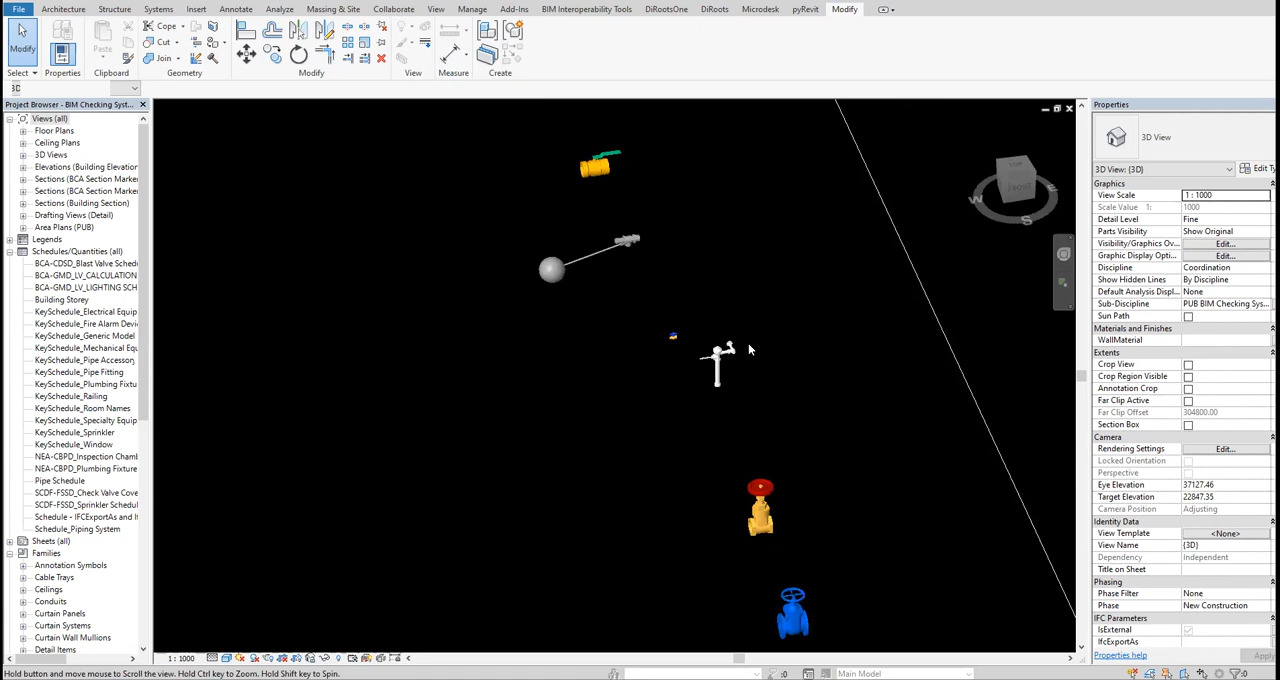 File Architecture Structure Systems Insert Annotate Analyze Massing & Site Collaborate View Manage Add-Ins BIM Interoperability Tools DiRootsOne DiRoots Microdesk pyRevit Modify
Modify Paste Cope
Cut
Join
Select Properties Clipboard Geometry Modify View Measure Create
3D
Project Browser - BIM Checking Syst...
Views (all)
Floor Plans
Ceiling Plans
3D Views
Elevations (Building Elevation
Sections (BCA Section Marker
Sections (BCA Section Marker
Sections (Building Section)
Drafting Views (Detail)
Area Plans (PUB)
Legends
Schedules/Quantities (all)
BCA-CDSD_Blast Valve Schedu
BCA-GMD_LV_CALCULATION
BCA-GMD_LV_LIGHTING SCH
Building Storey
KeySchedule_Electrical Equip
KeySchedule_Fire Alarm Devi
KeySchedule_Generic Model
KeySchedule_Mechanical Equ
KeySchedule_Pipe Accessory
KeySchedule_Pipe Fitting
KeySchedule_Plumbing Fixtu
KeySchedule_Railing
KeySchedule_Room Names
KeySchedule_Specialty Equip
KeySchedule_Sprinkler
KeySchedule_Window
NEA-CBPD_Inspection Chamb
NEA-CBPD_Plumbing Fixture
Pipe Schedule
SCDF-FSSD_Check Valve Cove
SCDF-FSSD_Sprinkler Schedul
Schedule - IFCExportAs and If
Schedule_Piping System
Sheets (all)
Families
Annotation Symbols
Cable Trays
Ceilings
Conduits
Curtain Panels
Curtain Systems
Curtain Wall Mullions
Detail Items
W S E
Properties
3D View
3D View: {3D} Edit Ty
Graphics
View Scale 1 : 1000
Scale Value 1: 1000
Detail Level Fine
Parts Visibility Show Original
Visibility/Graphics Ov... Edit...
Graphic Display Opti... Edit...
Discipline Coordination
Show Hidden Lines By Discipline
Default Analysis Displ... None
Sub-Discipline PUB BIM Checking Sys...
Sun Path
Materials and Finishes
WallMaterial
Extents
Crop View
Crop Region Visible
Annotation Crop
Far Clip Active
Far Clip Offset 304800.00
Section Box
Camera
Rendering Settings Edit...
Locked Orientation
Perspective
Eye Elevation 37127.46
Target Elevation 22847.35
Camera Position Adjusting
Identity Data
View Template <None>
View Name {3D}
Dependency Independent
Title on Sheet
Phasing
Phase Filter None
Phase New Construction
IFC Parameters
IsExternal
IfcExportAs
Properties help Apply
1 : 1000
Hold button and move mouse to Scroll the view. Hold Ctrl key to Zoom. Hold Shift key to Spin. :0 Main Model :0